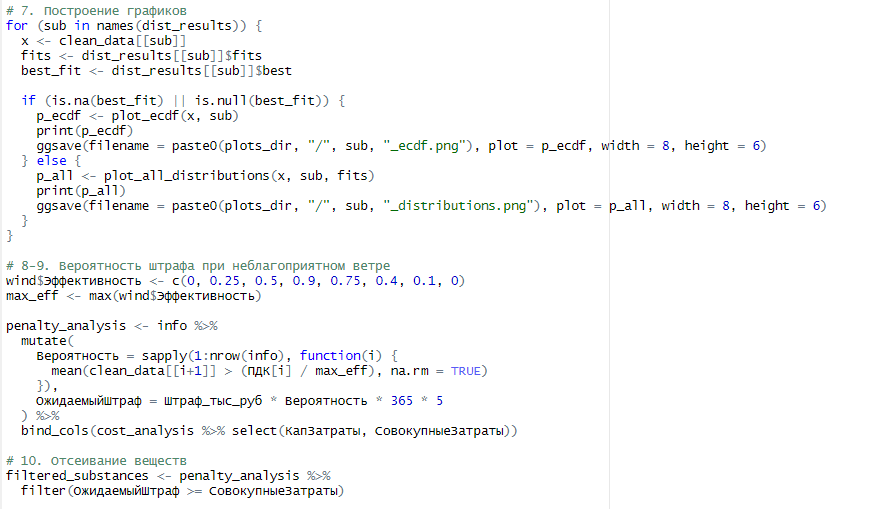 # 7. Построение графиков
for (sub in names(dist_results)) {
  x <- clean_data[[sub]]
  fits <- dist_results[[sub]]$fits
  best_fit <- dist_results[[sub]]$best
  if (is.na(best_fit) || is.null(best_fit)) {
    p_ecdf <- plot_ecdf(x, sub)
    print(p_ecdf)
    ggsave(filename = paste0(plots_dir, "/", sub, "_ecdf.png"), plot = p_ecdf, width = 8, height = 6)
  } else {
    p_all <- plot_all_distributions(x, sub, fits)
    print(p_all)
    ggsave(filename = paste0(plots_dir, "/", sub, "_distributions.png"), plot = p_all, width = 8, height = 6)
  }
}
# 8-9. Вероятность штрафа при неблагоприятном ветре
wind$Эффективность <- c(0, 0.25, 0.5, 0.9, 0.75, 0.4, 0.1, 0)
max_eff <- max(wind$Эффективность)
penalty_analysis <- info %>%
  mutate(
    Вероятность = sapply(1:nrow(info), function(i) {
      mean(clean_data[[i+1]] > (ПДК[i] / max_eff), na.rm = TRUE)
    }),
    ОжидаемыйШтраф = Штраф_тыс_руб * Вероятность * 365 * 5
  ) %>%
  bind_cols(cost_analysis %>% select(КапЗатраты, СовокупныеЗатраты))
# 10. Отсеивание веществ
filtered_substances <- penalty_analysis %>%
  filter(ОжидаемыйШтраф >= СовокупныеЗатраты)